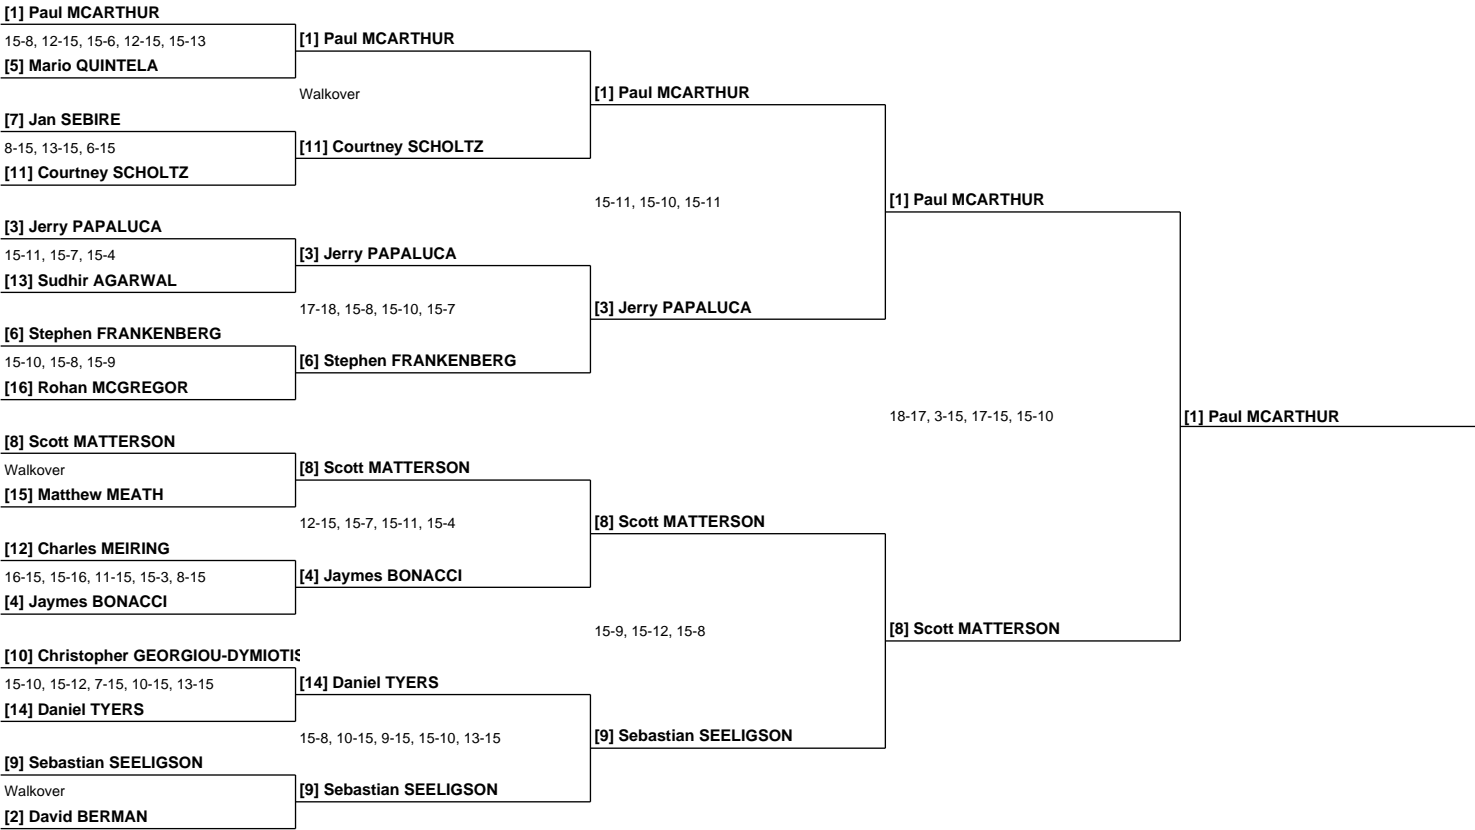 [1] Paul MCARTHUR
15-8, 12-15, 15-6, 12-15, 15-13
[5] Mario QUINTELA
[7] Jan SEBIRE
8-15, 13-15, 6-15
[11] Courtney SCHOLTZ
[3] Jerry PAPALUCA
15-11, 15-7, 15-4
[13] Sudhir AGARWAL
[6] Stephen FRANKENBERG
15-10, 15-8, 15-9
[16] Rohan MCGREGOR
[8] Scott MATTERSON
Walkover
[15] Matthew MEATH
[12] Charles MEIRING
16-15, 15-16, 11-15, 15-3, 8-15
[4] Jaymes BONACCI
[10] Christopher GEORGIOU-DYMIOTIS
15-10, 15-12, 7-15, 10-15, 13-15
[14] Daniel TYERS
[9] Sebastian SEELIGSON
Walkover
[2] David BERMAN
[1] Paul MCARTHUR
Walkover
[11] Courtney SCHOLTZ
[3] Jerry PAPALUCA
17-18, 15-8, 15-10, 15-7
[6] Stephen FRANKENBERG
[8] Scott MATTERSON
12-15, 15-7, 15-11, 15-4
[4] Jaymes BONACCI
[14] Daniel TYERS
15-8, 10-15, 9-15, 15-10, 13-15
[9] Sebastian SEELIGSON
[1] Paul MCARTHUR
15-11, 15-10, 15-11
[3] Jerry PAPALUCA
[8] Scott MATTERSON
15-9, 15-12, 15-8
[9] Sebastian SEELIGSON
[1] Paul MCARTHUR
18-17, 3-15, 17-15, 15-10
[8] Scott MATTERSON
[1] Paul MCARTHUR